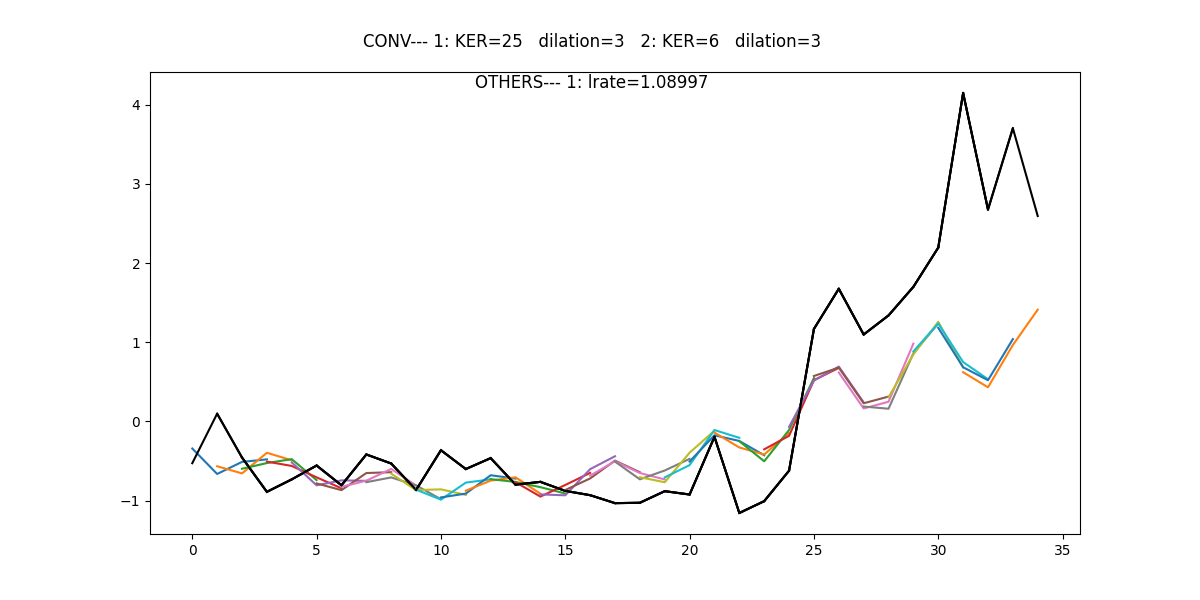 CONV--- 1: KER=25   dilation=3   2: KER=6   dilation=3
OTHERS--- 1: lrate=1.08997
4
3
2
1
0
−1
0 5 10 15 20 25 30 35